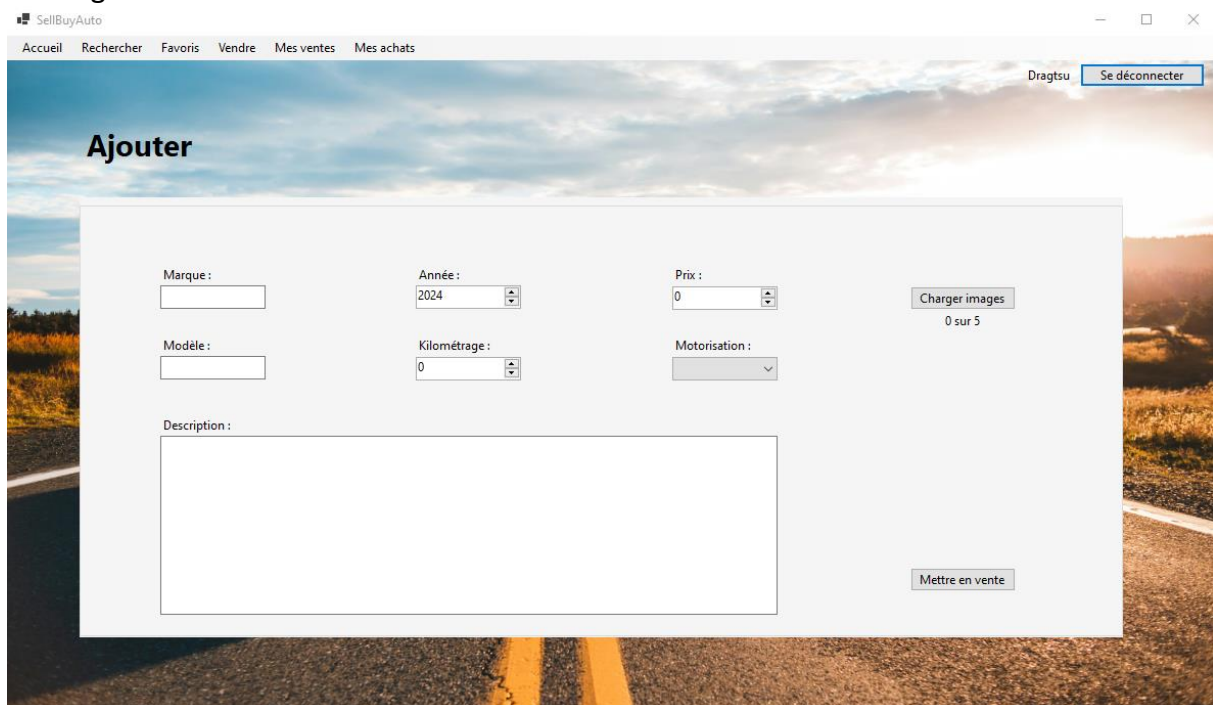 SellBuyAuto
Accueil Rechercher Favoris Vendre Mes ventes Mes achats
Dragtsu Se déconnecter
Ajouter
Marque : Année : Prix :
2024 0 Charger images
0 sur 5
Modèle : Kilométrage : Motorisation :
0
Description :
Mettre en vente